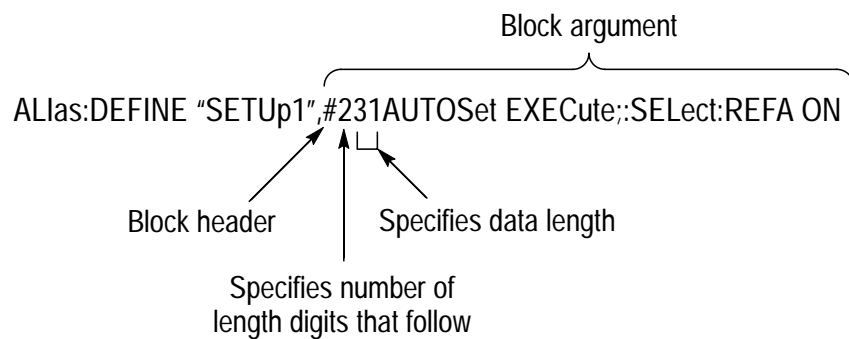 Block argument
ALIas:DEFINE “SETUp1”,#231AUTOSet EXECute;:SELect:REFA ON
Block header
Specifies data length
Specifies number of
length digits that follow